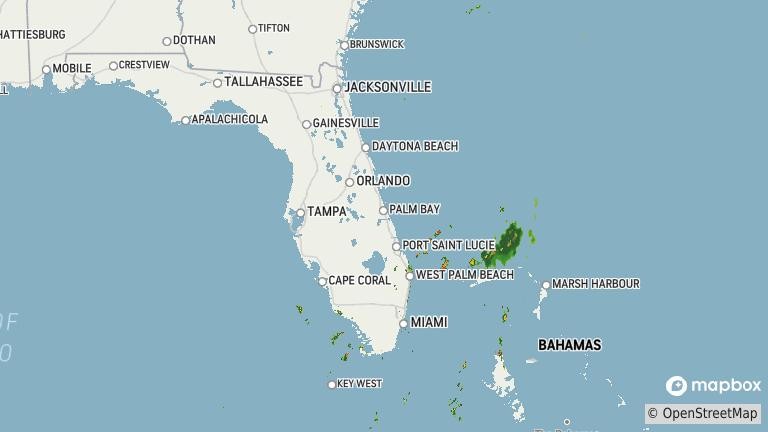 TIFTON
HATTIESBURG
DOTHAN
BRUNSWICK
CRESTVIEW
MOBILE
TALLAHASSEE
JACKSONVILLE
APALACHICOLA
GAINESVILLE
DAYTONA BEACH
ORLANDO
TAMPA
PALM BAY
PORT SAINT LUCIE
WEST PALM BEACH
CAPE CORAL
MARSH HARBOUR
MIAMI
OF
BAHAMAS
KEY WEST
mapbox
© OpenStreetMap